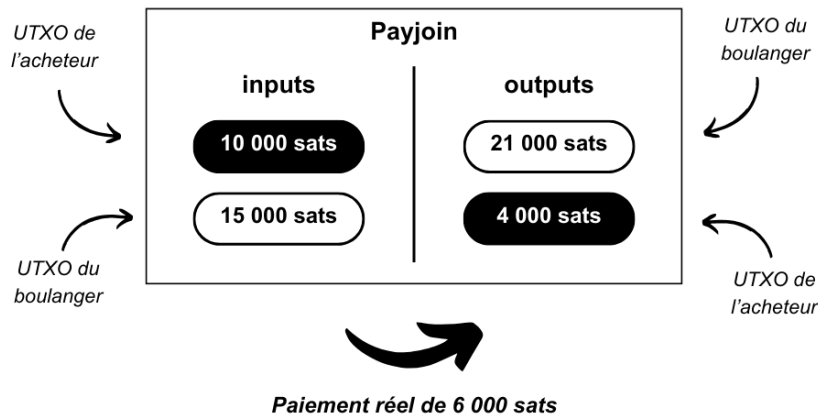 Payjoin
UTXO de
l'acheteur
UTXO du
boulanger
inputs
outputs
10 000 sats
21 000 sats
15 000 sats
4 000 sats
UTXO du
boulanger
UTXO de
l'acheteur
Paiement réel de 6 000 sats